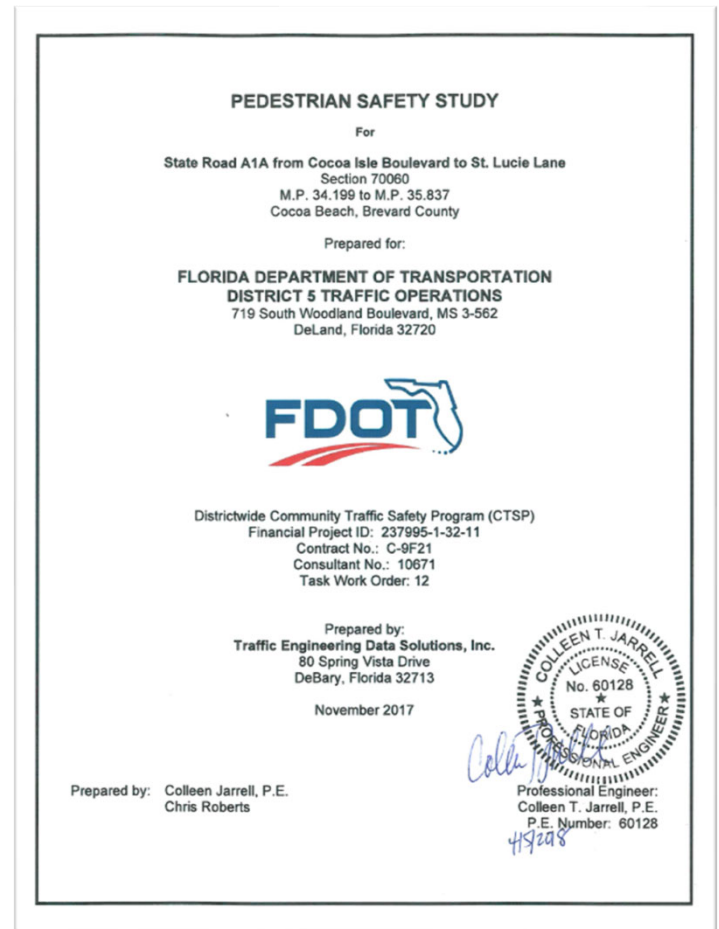 PEDESTRIAN SAFETY STUDY
For
State Road A1A from Cocoa Isle Boulevard to St. Lucie Lane
Section 70060
M.P. 34.199 to M.P. 35.837
Cocoa Beach, Brevard County
Prepared for:
FLORIDA DEPARTMENT OF TRANSPORTATION
DISTRICT 5 TRAFFIC OPERATIONS
719 South Woodland Boulevard, MS 3-562
DeLand, Florida 32720
FDOT
Districtwide Community Traffic Safety Program (CTSP)
Financial Project ID: 237995-1-32-11
Contract No.: C-9F21
Consultant No.: 10671
Task Work Order: 12
Prepared by:
Traffic Engineering Data Solutions, Inc.
80 Spring Vista Drive
DeBary, Florida 32713
November 2017
COLLEEN T. JARRELL
LICENSE
No. 60128
STATE OF
FLORIDA
PROFESSIONAL ENGINEER
Prepared by: Colleen Jarrell, P.E.
Chris Roberts
Professional Engineer:
Colleen T. Jarrell, P.E.
P.E. Number: 60128